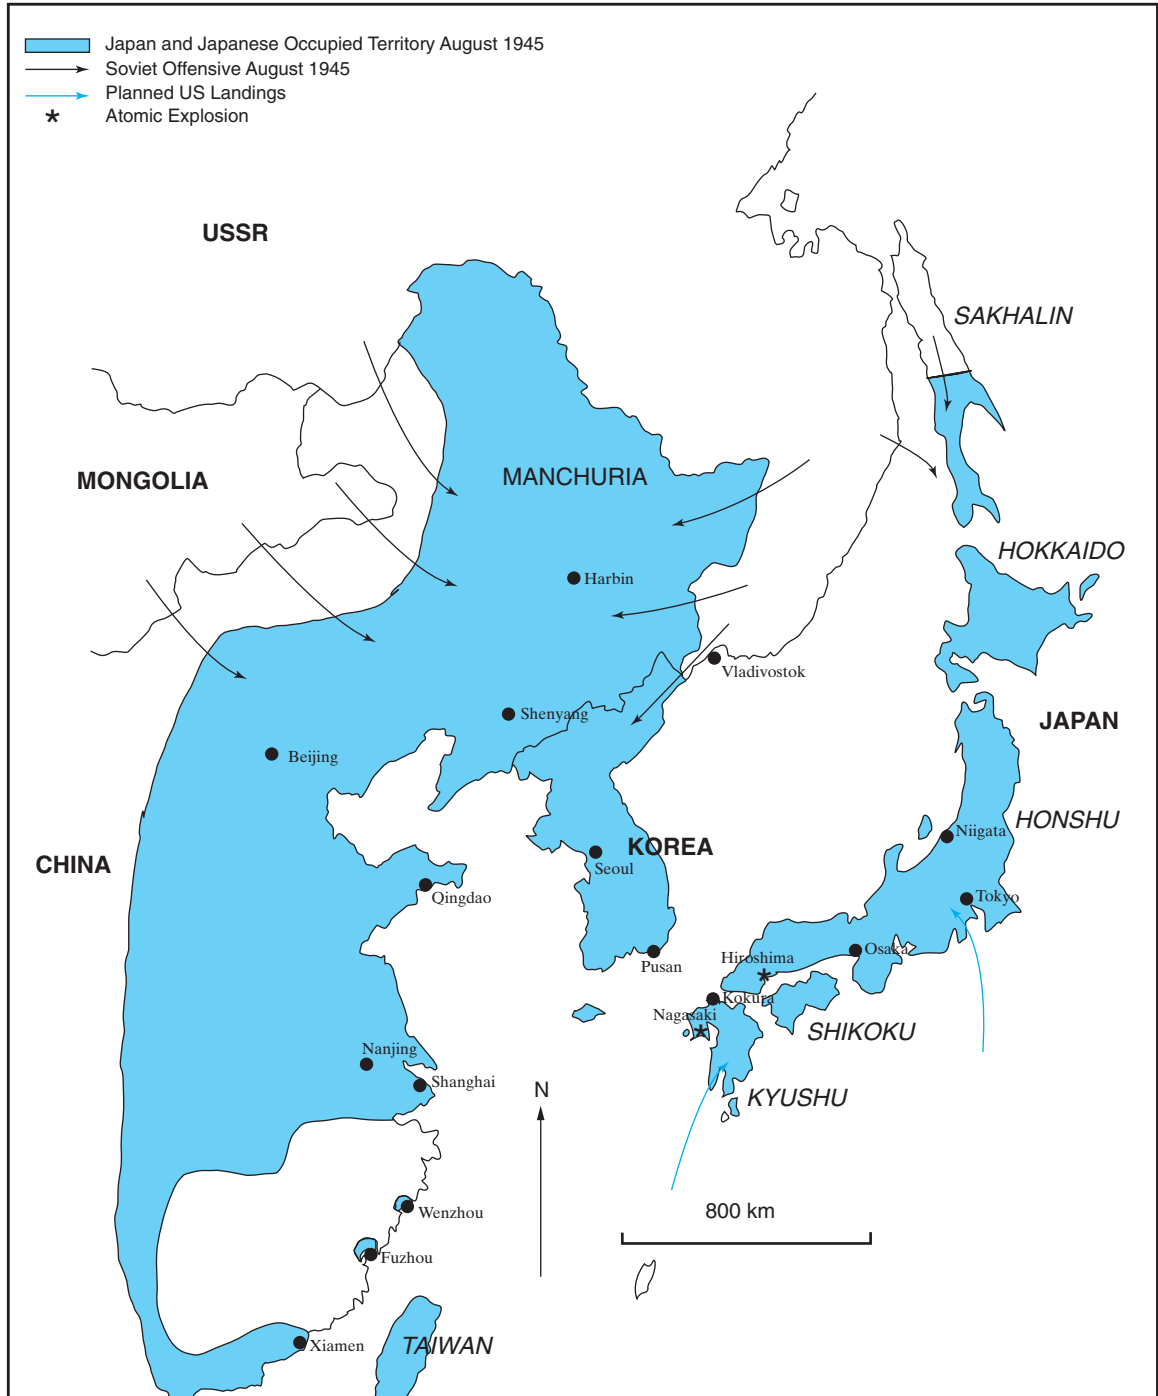 Japan and Japanese Occupied Territory August 1945
Soviet Offensive August 1945
Planned US Landings
* Atomic Explosion
USSR
SAKHALIN
MONGOLIA
MANCHURIA
HOKKAIDO
Harbin
Vladivostok
Shenyang
JAPAN
Beijing
HONSHU
Niigata
KOREA
CHINA
Seoul
Qingdao
Tokyo
Osaka
Hiroshima
Pusan
Kokura
Nagasaki
SHIKOKU
Nanjing
Shanghai
N
KYUSHU
Wenzhou
800 km
Fuzhou
Xiamen
TAIWAN